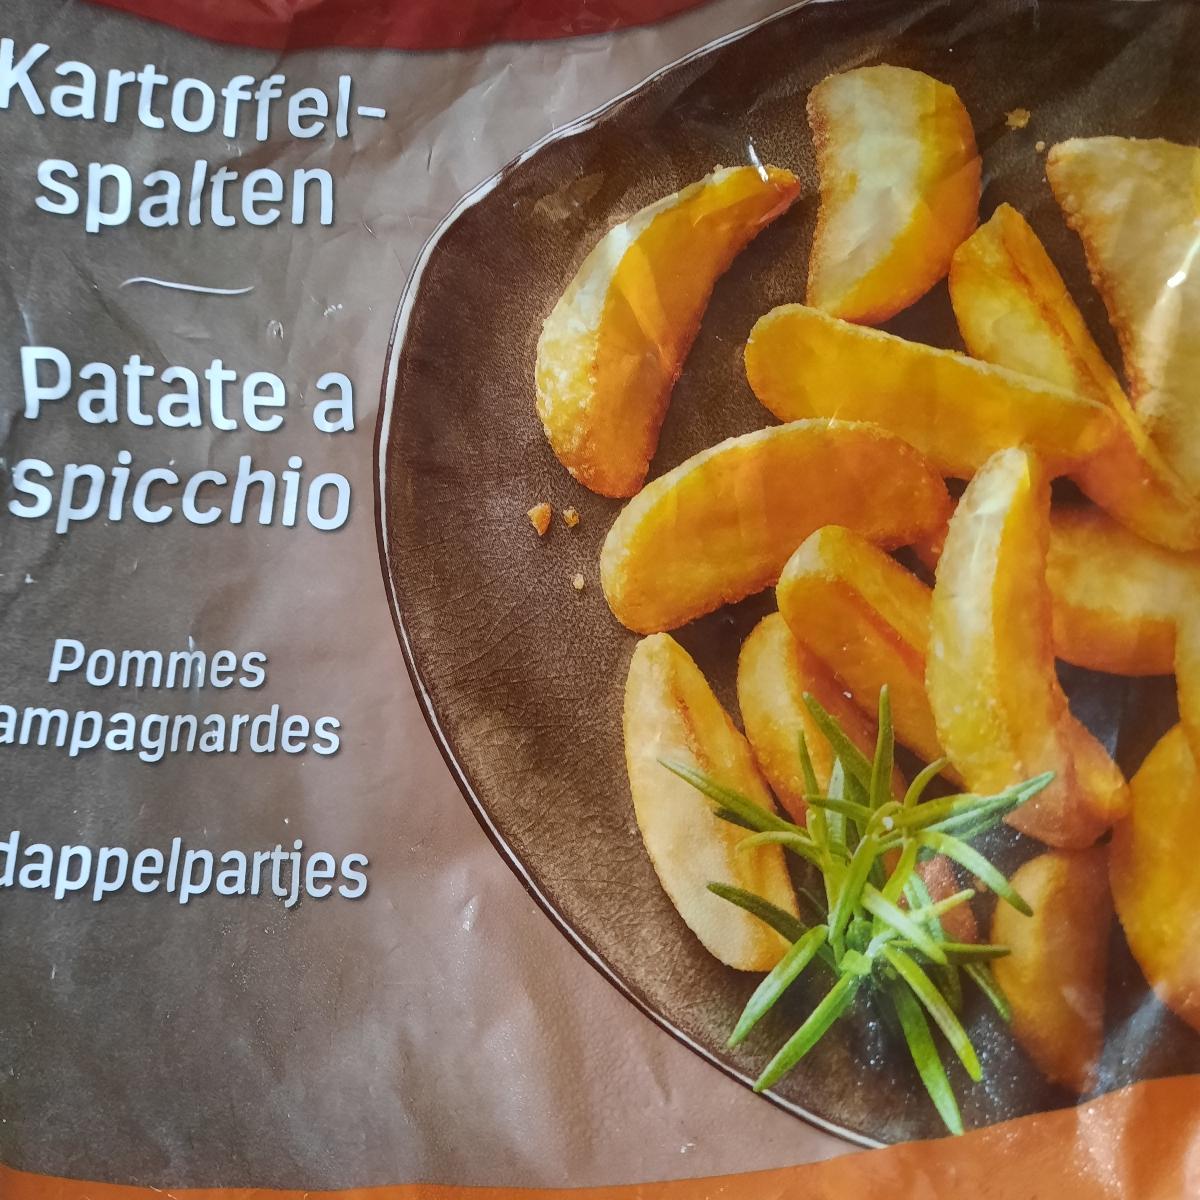 Kartoffel-
spalten
Patate a
spicchio
Pommes
ampagnardes
dappelpartjes